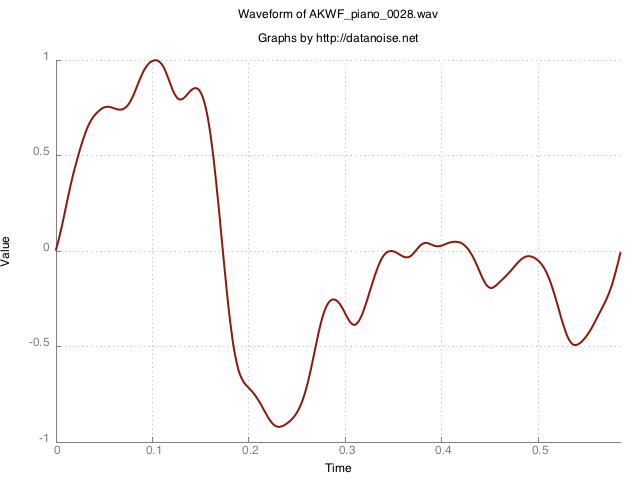 Waveform of AKWF_piano_0028.wav
Graphs by http://datanoise.net
1
0.5
0
-0.5
-1
Value
0 0.1 0.2 0.3 0.4 0.5
Time